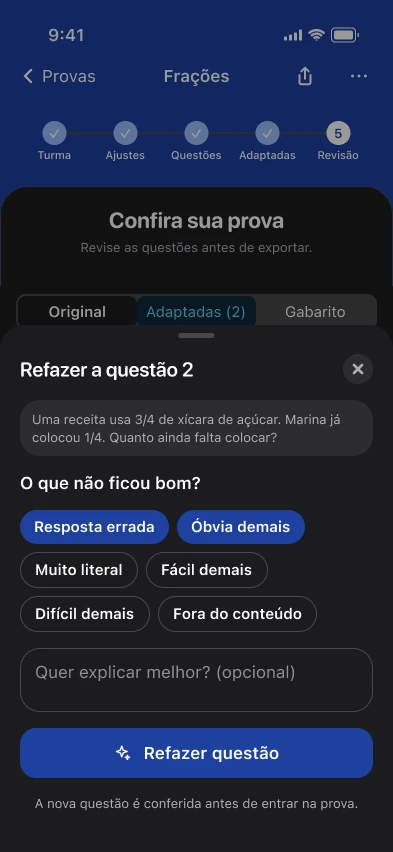 9:41
Provas
Frações
5
Turma
Ajustes
Questões
Adaptadas
Revisão
Confira sua prova
Revise as questões antes de exportar.
Original
Adaptadas (2)
Gabarito
Refazer a questão 2
Uma receita usa 3/4 de xícara de açúcar. Marina já
colocou 1/4. Quanto ainda falta colocar?
O que não ficou bom?
Resposta errada
Óbvia demais
Muito literal
Fácil demais
Difícil demais
Fora do conteúdo
Quer explicar melhor? (opcional)
Refazer questão
A nova questão é conferida antes de entrar na prova.